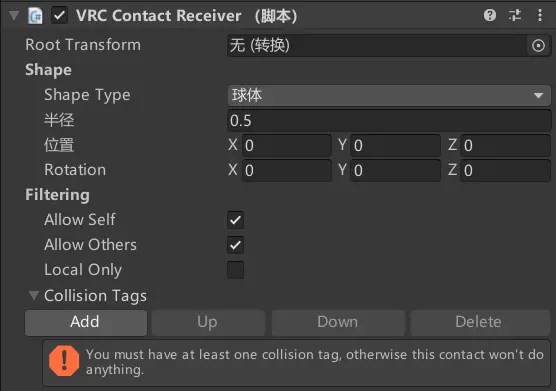 VRC Contact Receiver （脚本）
Root Transform 无 (转换)
Shape
Shape Type 球体
半径 0.5
位置 X 0 Y 0 Z 0
Rotation X 0 Y 0 Z 0
Filtering
Allow Self
Allow Others
Local Only
Collision Tags
Add Up Down Delete
You must have at least one collision tag, otherwise this contact won't do
anything.